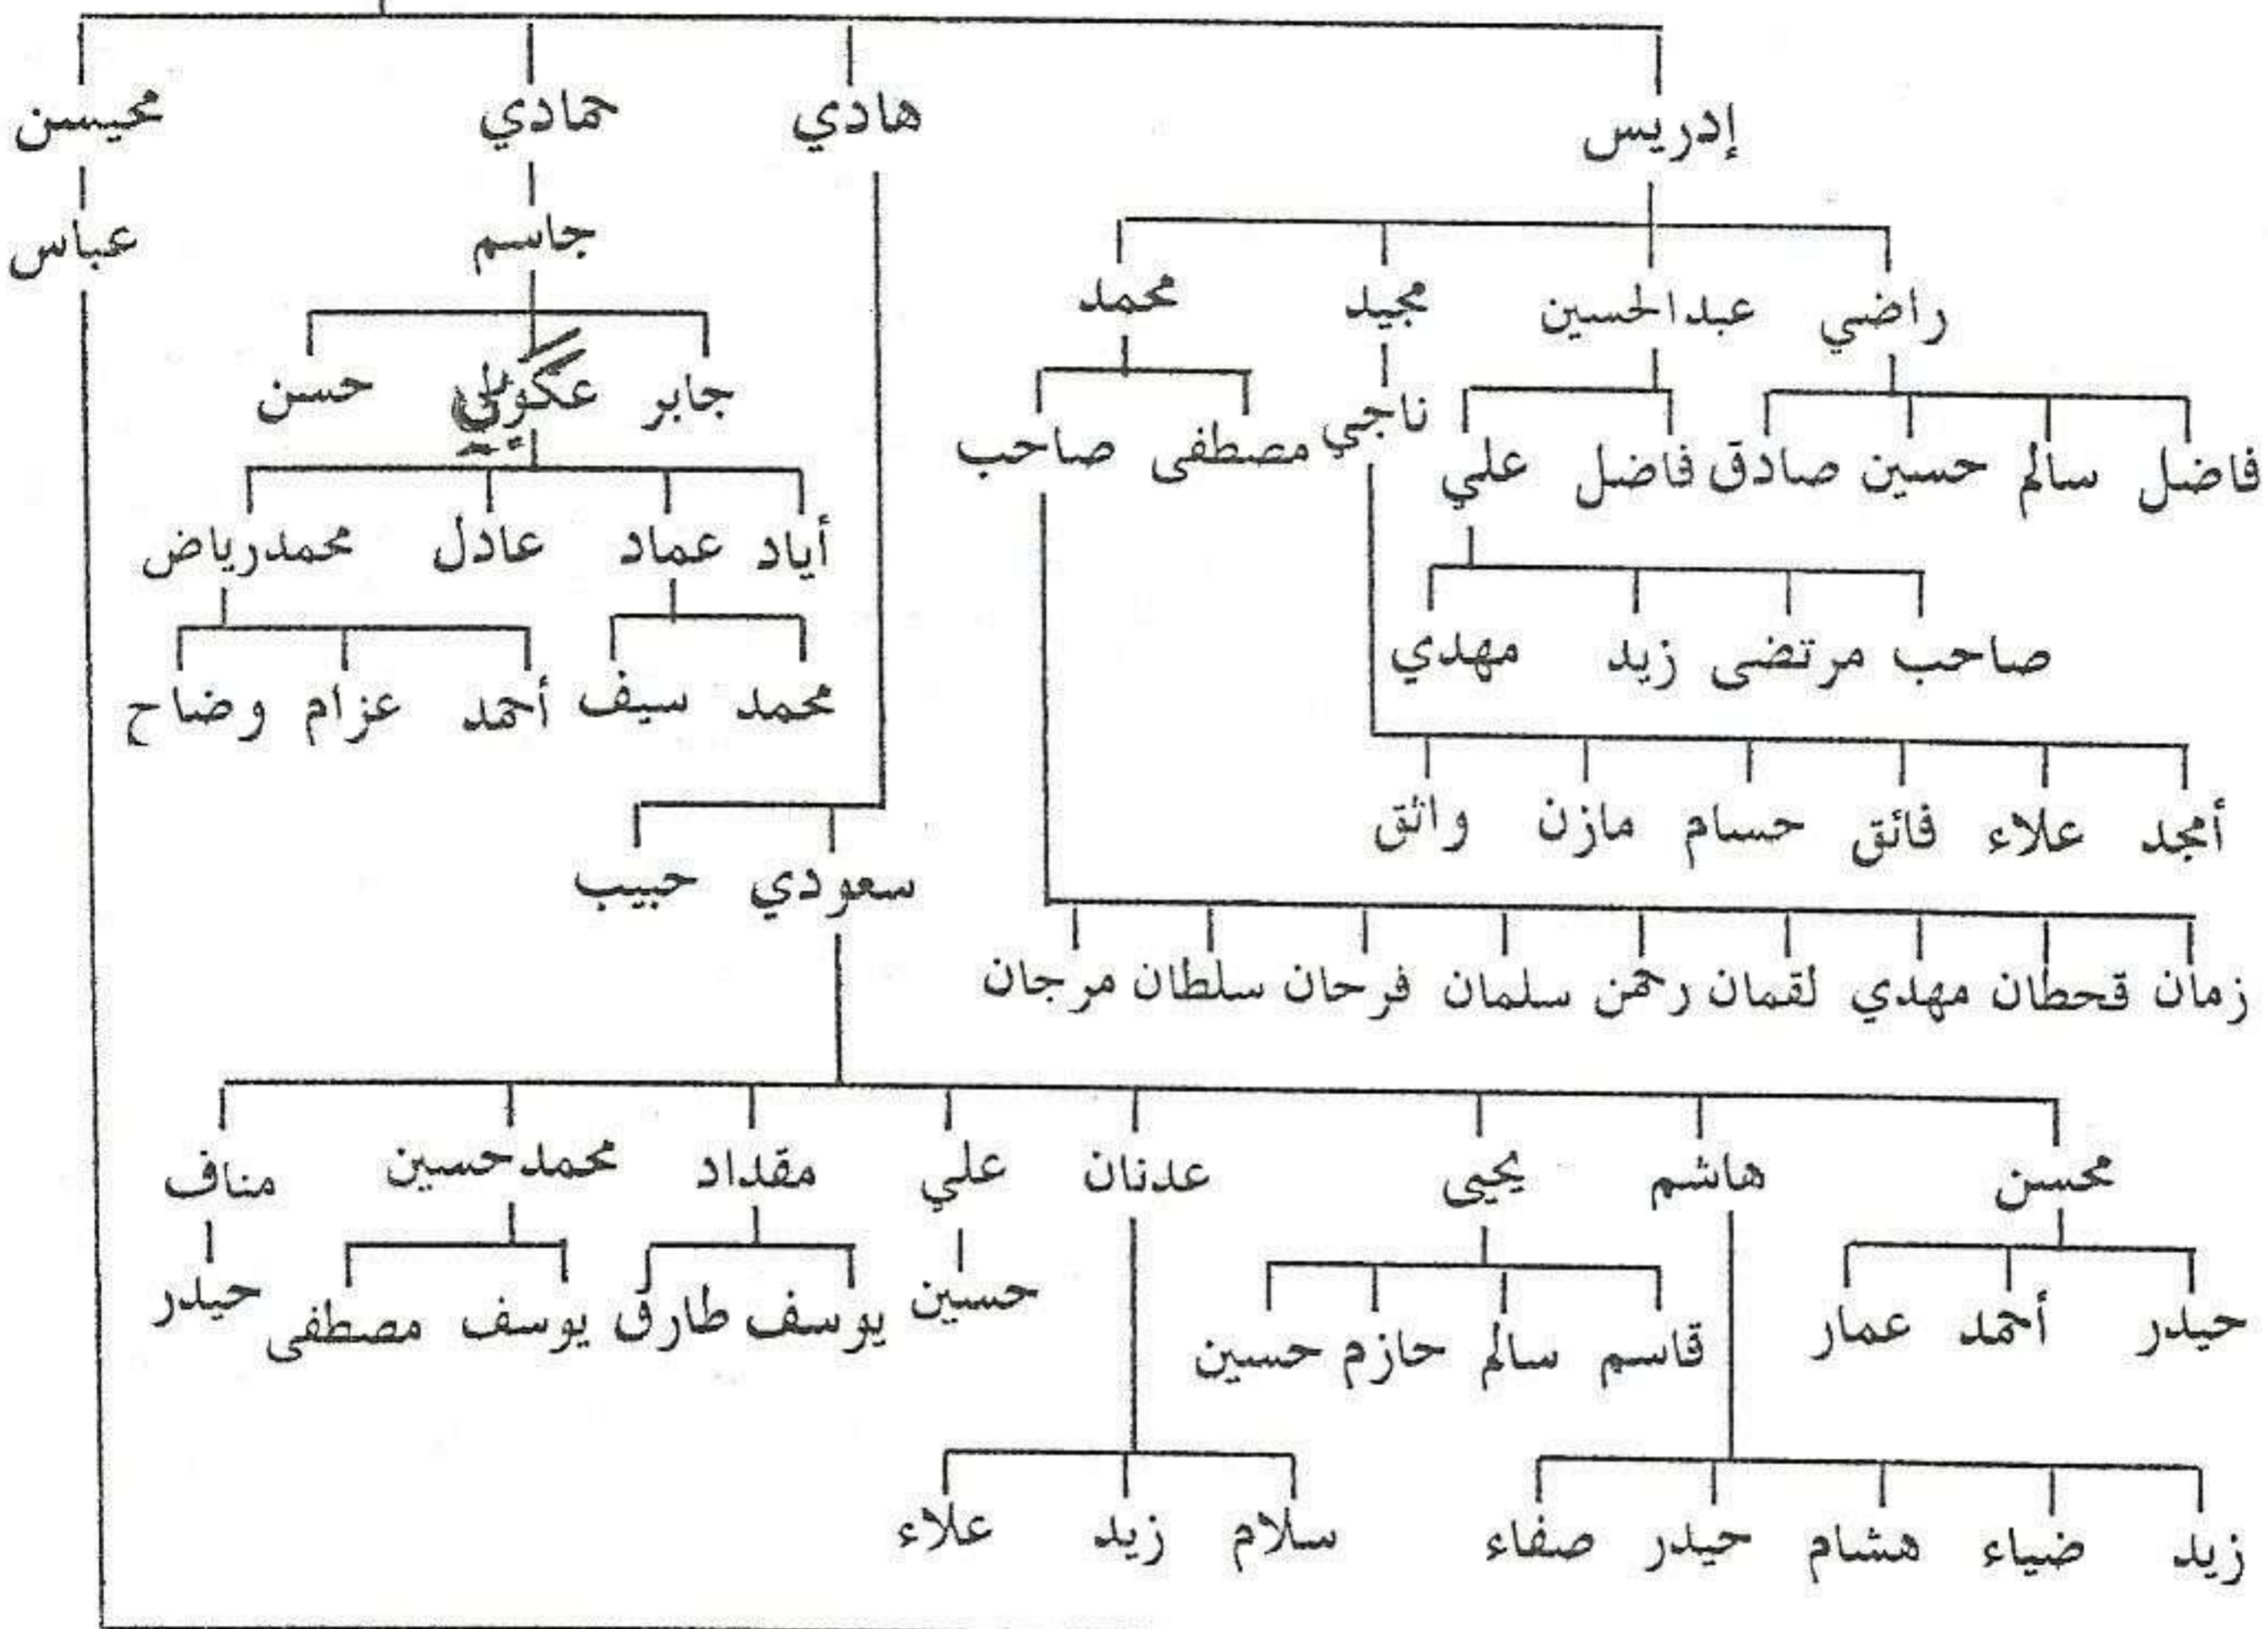 إدريس هادي حمادي محيسن
جاسم عباس
راضي عبدالحسين مجيد محمد
جابر حسن
فاضل سالم حسين صادق فاضل علي ناجي مصطفى صاحب
أياد عماد عادل محمدرياض
صاحب مرتضى زيد مهدي
محمد سيف أحمد عزام وضاح
أمجد علاء فائق حسام مازن واثق
سعودي حبيب
زمان قحطان مهدي لقمان رحمن سلمان فرحان سلطان مرجان
محسن هاشم يحيى عدنان علي مقداد محمدحسين مناف
حيدر أحمد عمار قاسم سالم حازم حسين حسين يوسف طارق يوسف مصطفى حيدر
زيد ضياء هشام حيدر صفاء سلام زيد علاء